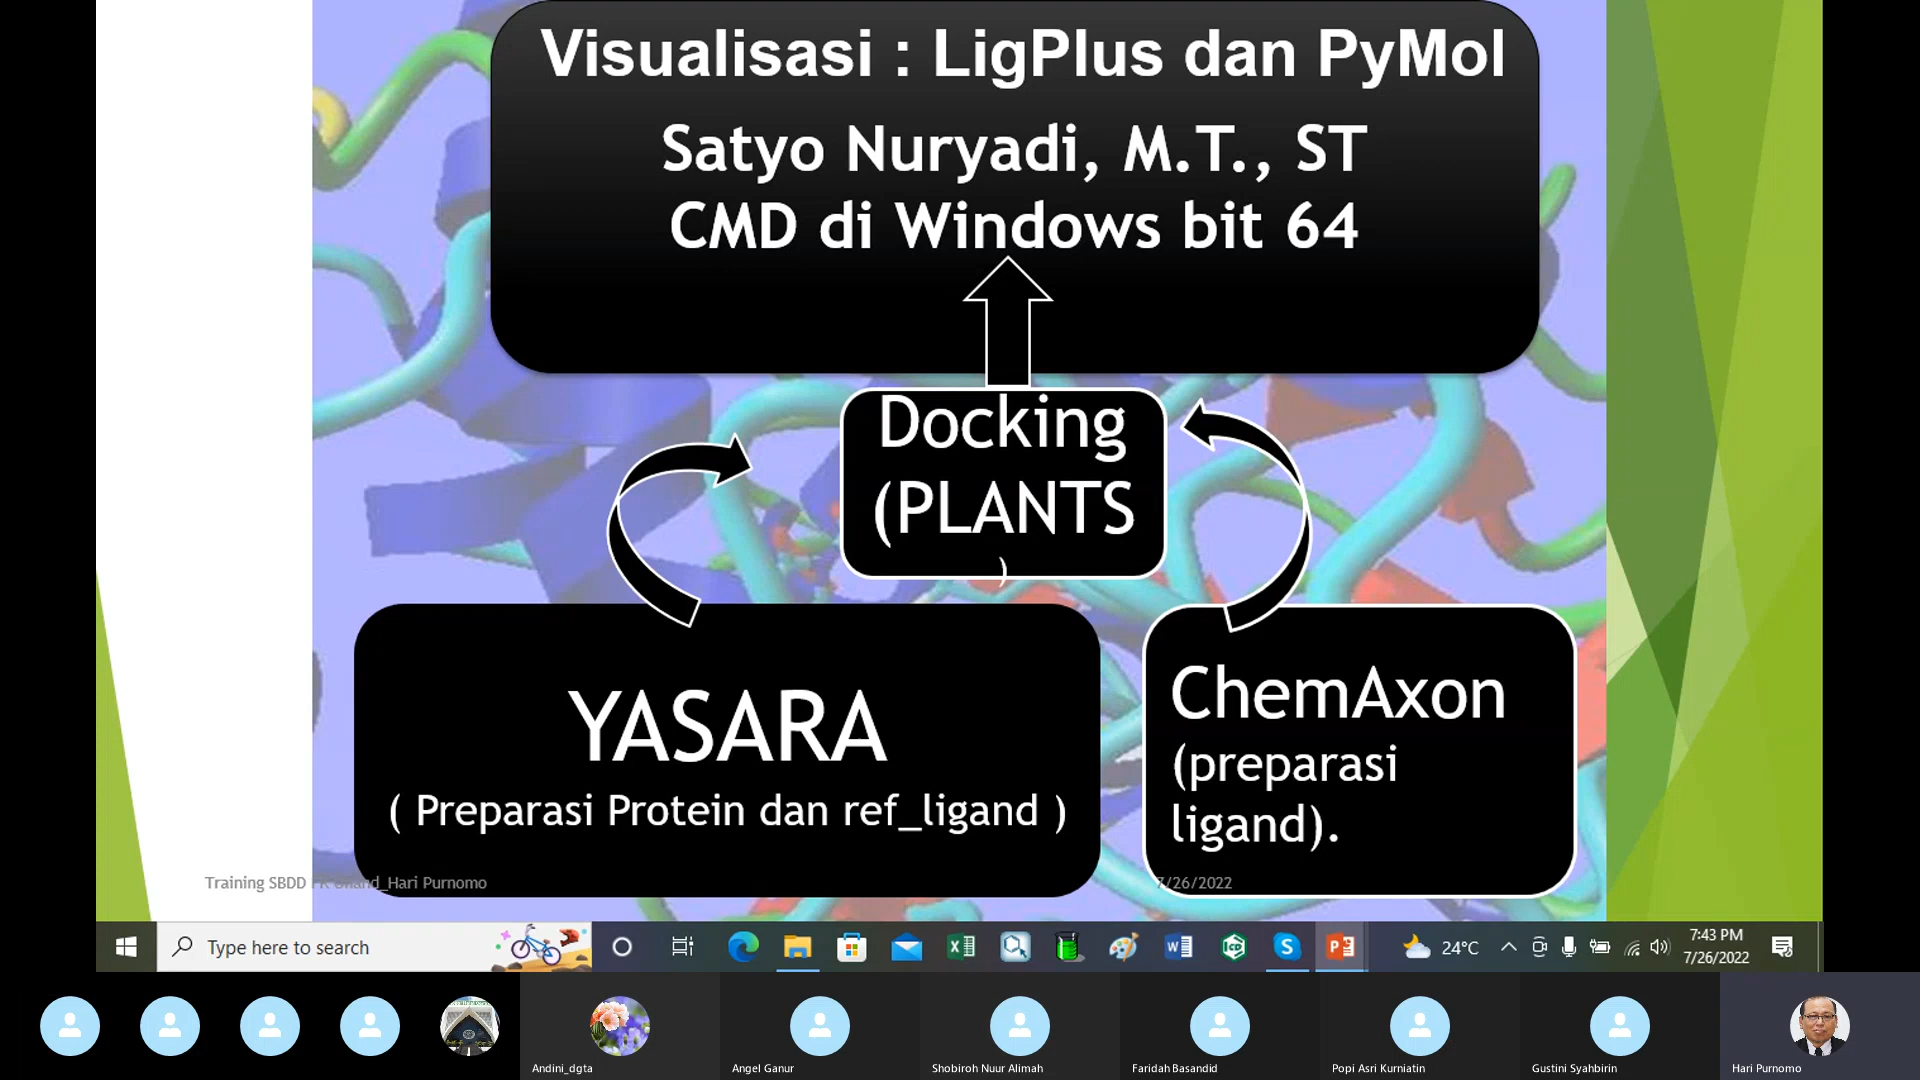 Visualisasi : LigPlus dan PyMol
Satyo Nuryadi, M.T., ST
CMD di Windows bit 64
Docking
(PLANTS
)
YASARA
( Preparasi Protein dan ref_ligand )
ChemAxon
(preparasi
ligand).
Training SBDD FK Unand_Hari Purnomo
7/26/2022
Type here to search
24°C
7:43 PM
7/26/2022
Andini_dgta
Angel Ganur
Shobiroh Nuur Alimah
Faridah Basandid
Popi Asri Kurniatin
Gustini Syahbirin
Hari Purnomo